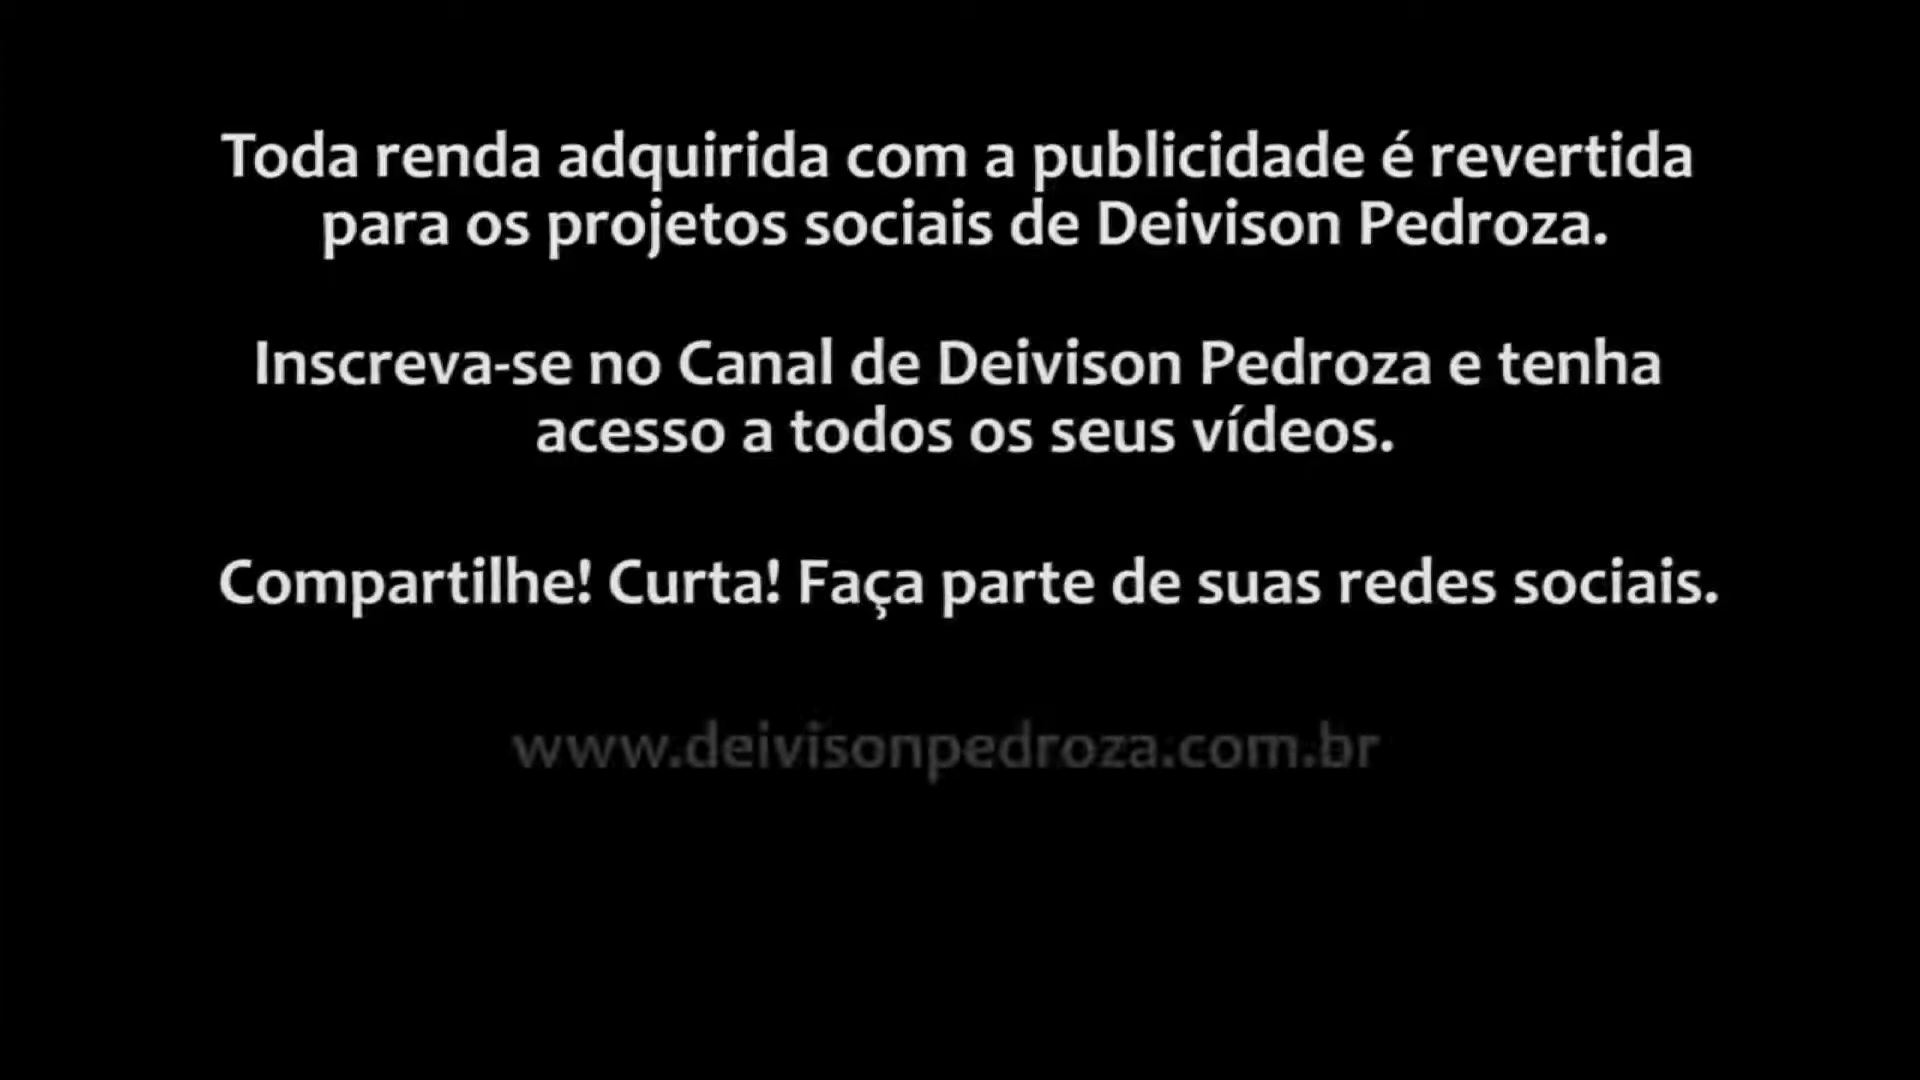 Toda renda adquirida com a publicidade é revertida
para os projetos sociais de Deivison Pedroza.
Inscreva-se no Canal de Deivison Pedroza e tenha
acesso a todos os seus vídeos.
Compartilhe! Curta! Faça parte de suas redes sociais.
www.deivisonpedroza.com.br